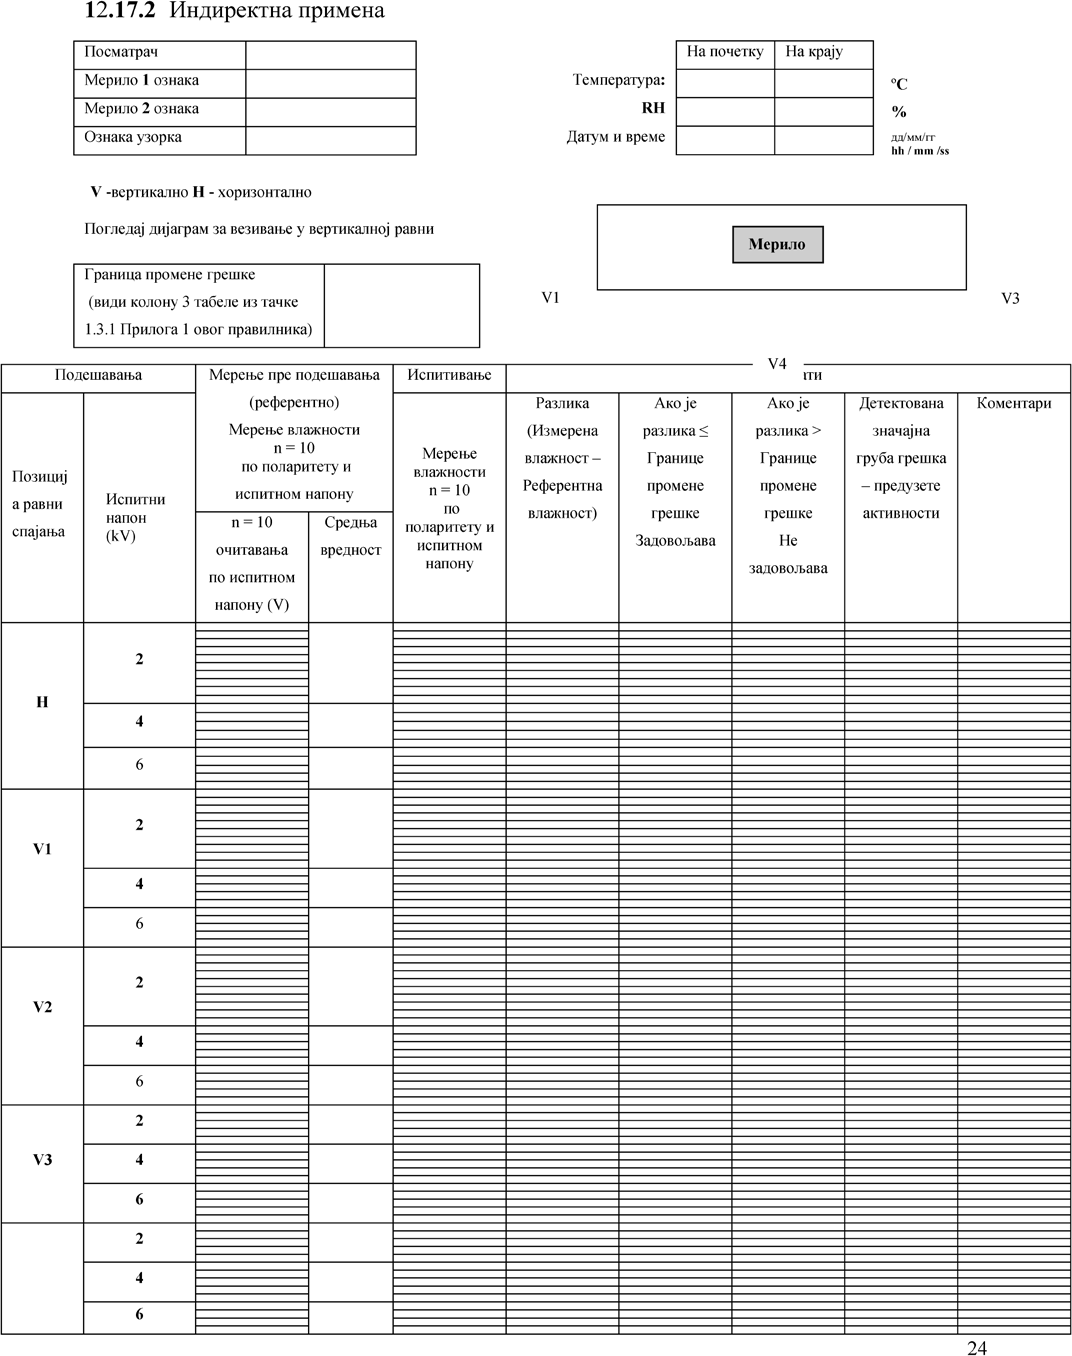 12.17.2 Индиректна примена
Посматрач
Мерило 1 ознака
Мерило 2 ознака
Ознака узорка
На почетку На крају
Температура: ºC
RH %
Датум и време дд/мм/гг
hh / mm /ss
V -вертикално H - хоризонтално
Погледај дијаграм за везивање у вертикалној равни
Мерило
V1 V3
Граница промене грешке
(види колону 3 табеле из тачке
1.3.1 Прилога 1 овог правилника)
V4
Подешавања
Позициј
а равни
спајања
Испитни
напон
(kV)
Мерење пре подешавања
(референтно)
Мерење влажности
n = 10
по поларитету и
испитном напону
n = 10
очитавања
по испитном
напону (V)
Средња
вредност
Испитивање
Мерење
влажности
n = 10
по
поларитету и
испитном
напону
ати
Разлика
(Измерена
влажност –
Референтна
влажност)
Ако је
разлика ≤
Границе
промене
грешке
Задовољава
Ако је
разлика >
Границе
промене
грешке
Не
задовољава
Детектована
значајна
груба грешка
– предузете
активности
Коментари
H
2
4
6
V1
2
4
6
V2
2
4
6
V3
2
4
6
2
4
6
24